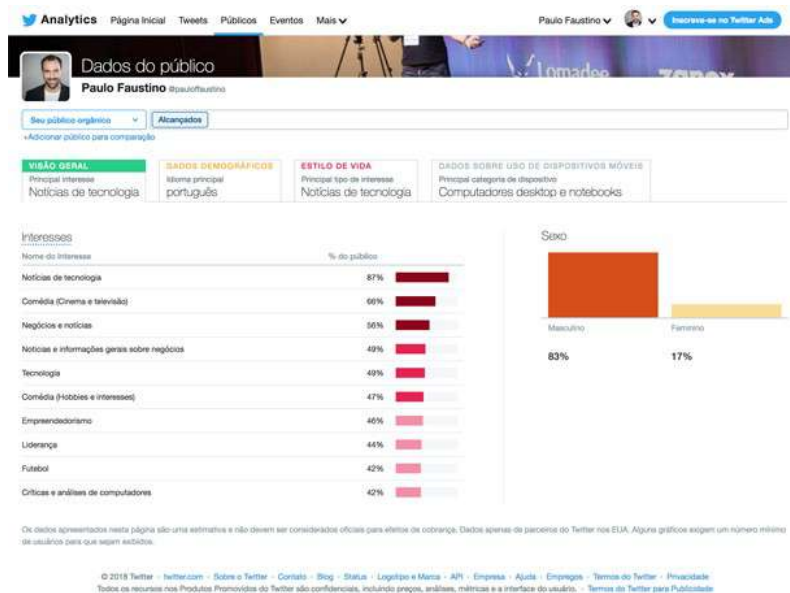 Analytics Página Inicial Tweets Públicos Eventos Mais Paulo Faustino Inscreva-se no Twitter Ads
Dados do público
Lomadee zanox
Paulo Faustino @paulofaustino
Seu público orgânico Alcançados
+Adicionar público para comparação
VISÃO GERAL DADOS DEMOGRÁFICOS ESTILO DE VIDA DADOS SOBRE USO DE DISPOSITIVOS MÓVEIS
Principal interesse Idioma principal Principal tipo de interesse Principal categoria de dispositivo
Notícias de tecnologia português Notícias de tecnologia Computadores desktop e notebooks
Interesses Sexo
Nome do interesse % do público
Notícias de tecnologia 87%
Comédia (Cinema e televisão) 66%
Negócios e notícias 56%
Masculino Feminino
Notícias e informações gerais sobre negócios 49%
83% 17%
Tecnologia 49%
Comédia (Hobbies e interesses) 47%
Empreendedorismo 46%
Liderança 44%
Futebol 42%
Críticas e análises de computadores 42%
Os dados apresentados nesta página são uma estimativa e não devem ser considerados oficiais para efeitos de cobrança. Dados apenas de parceiros do Twitter nos EUA. Alguns gráficos exigem um número mínimo
de usuários para que sejam exibidos.
© 2018 Twitter · twitter.com · Sobre o Twitter · Contato · Blog · Status · Logotipo e Marca · API · Empresa · Ajuda · Empregos · Termos do Twitter · Privacidade
Todos os recursos nos Produtos Promovidos do Twitter são confidenciais, incluindo preços, análises, métricas e a interface do usuário. · Termos do Twitter para Publicidade